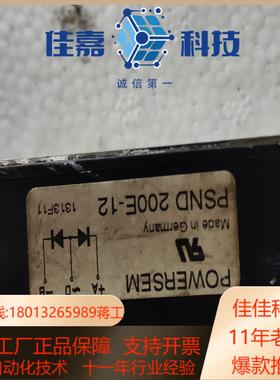 佳嘉 科技
诚信第一
POWERSEM
Made in Germany
PSND 200E-12
1313F11
+A ~D -B
佳佳科
线:18013265989蒋工
11年老
工厂正品保障 支持开票
动化技术 十一年行业经验
爆款推